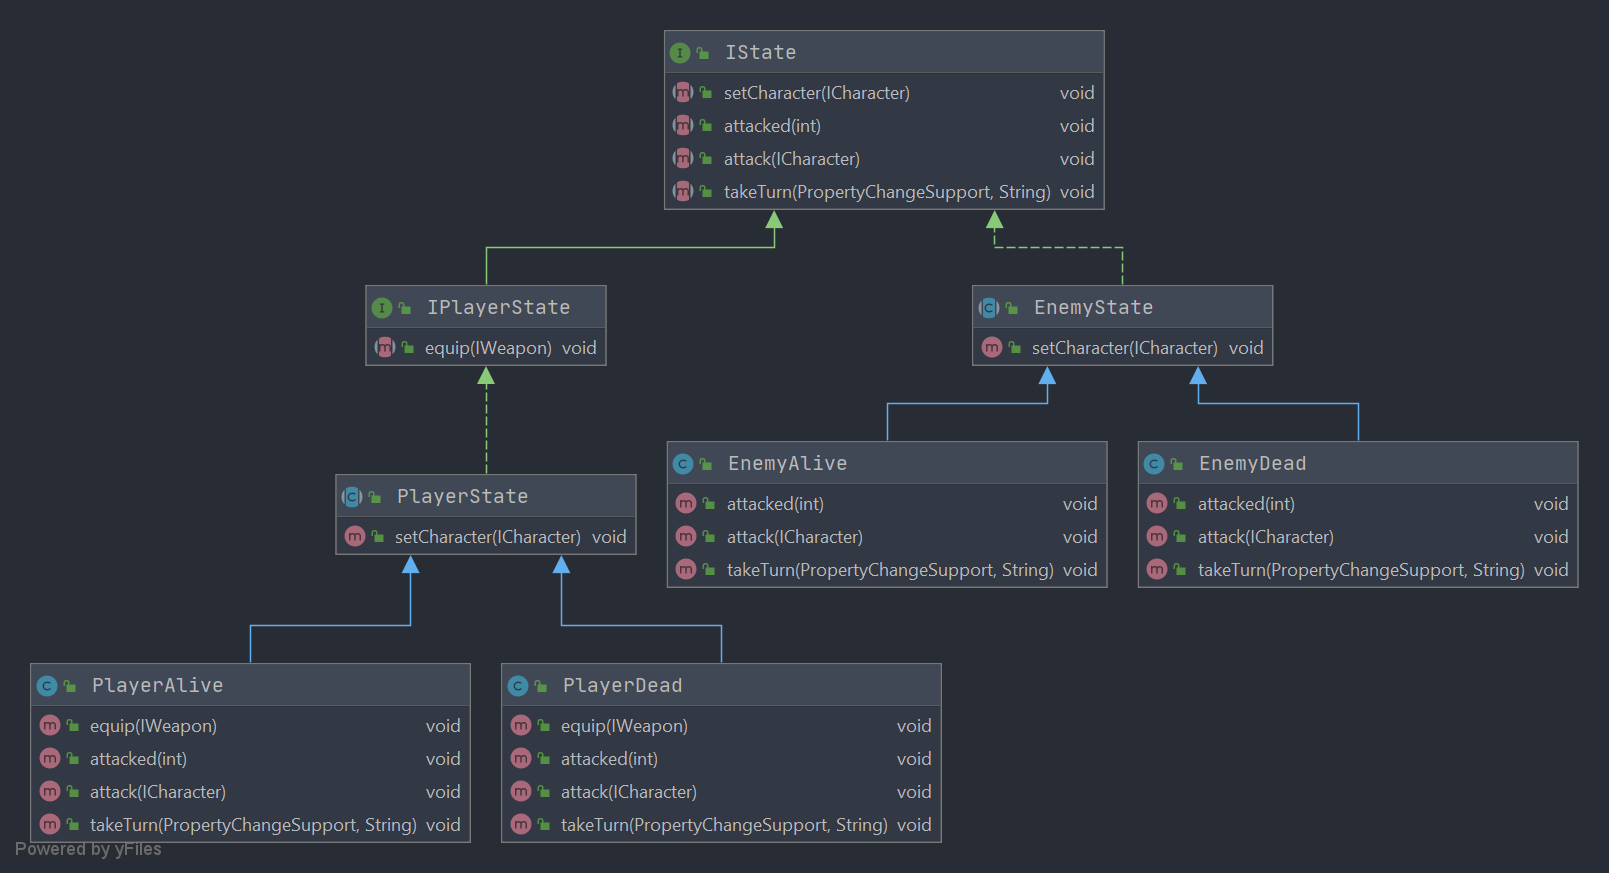 IState
setCharacter(ICharacter) void
attacked(int) void
attack(ICharacter) void
takeTurn(PropertyChangeSupport, String) void
IPlayerState
equip(IWeapon) void
EnemyState
setCharacter(ICharacter) void
PlayerState
setCharacter(ICharacter) void
EnemyAlive
attacked(int) void
attack(ICharacter) void
takeTurn(PropertyChangeSupport, String) void
EnemyDead
attacked(int) void
attack(ICharacter) void
takeTurn(PropertyChangeSupport, String) void
PlayerAlive
equip(IWeapon) void
attacked(int) void
attack(ICharacter) void
takeTurn(PropertyChangeSupport, String) void
PlayerDead
equip(IWeapon) void
attacked(int) void
attack(ICharacter) void
takeTurn(PropertyChangeSupport, String) void
Powered by yFiles